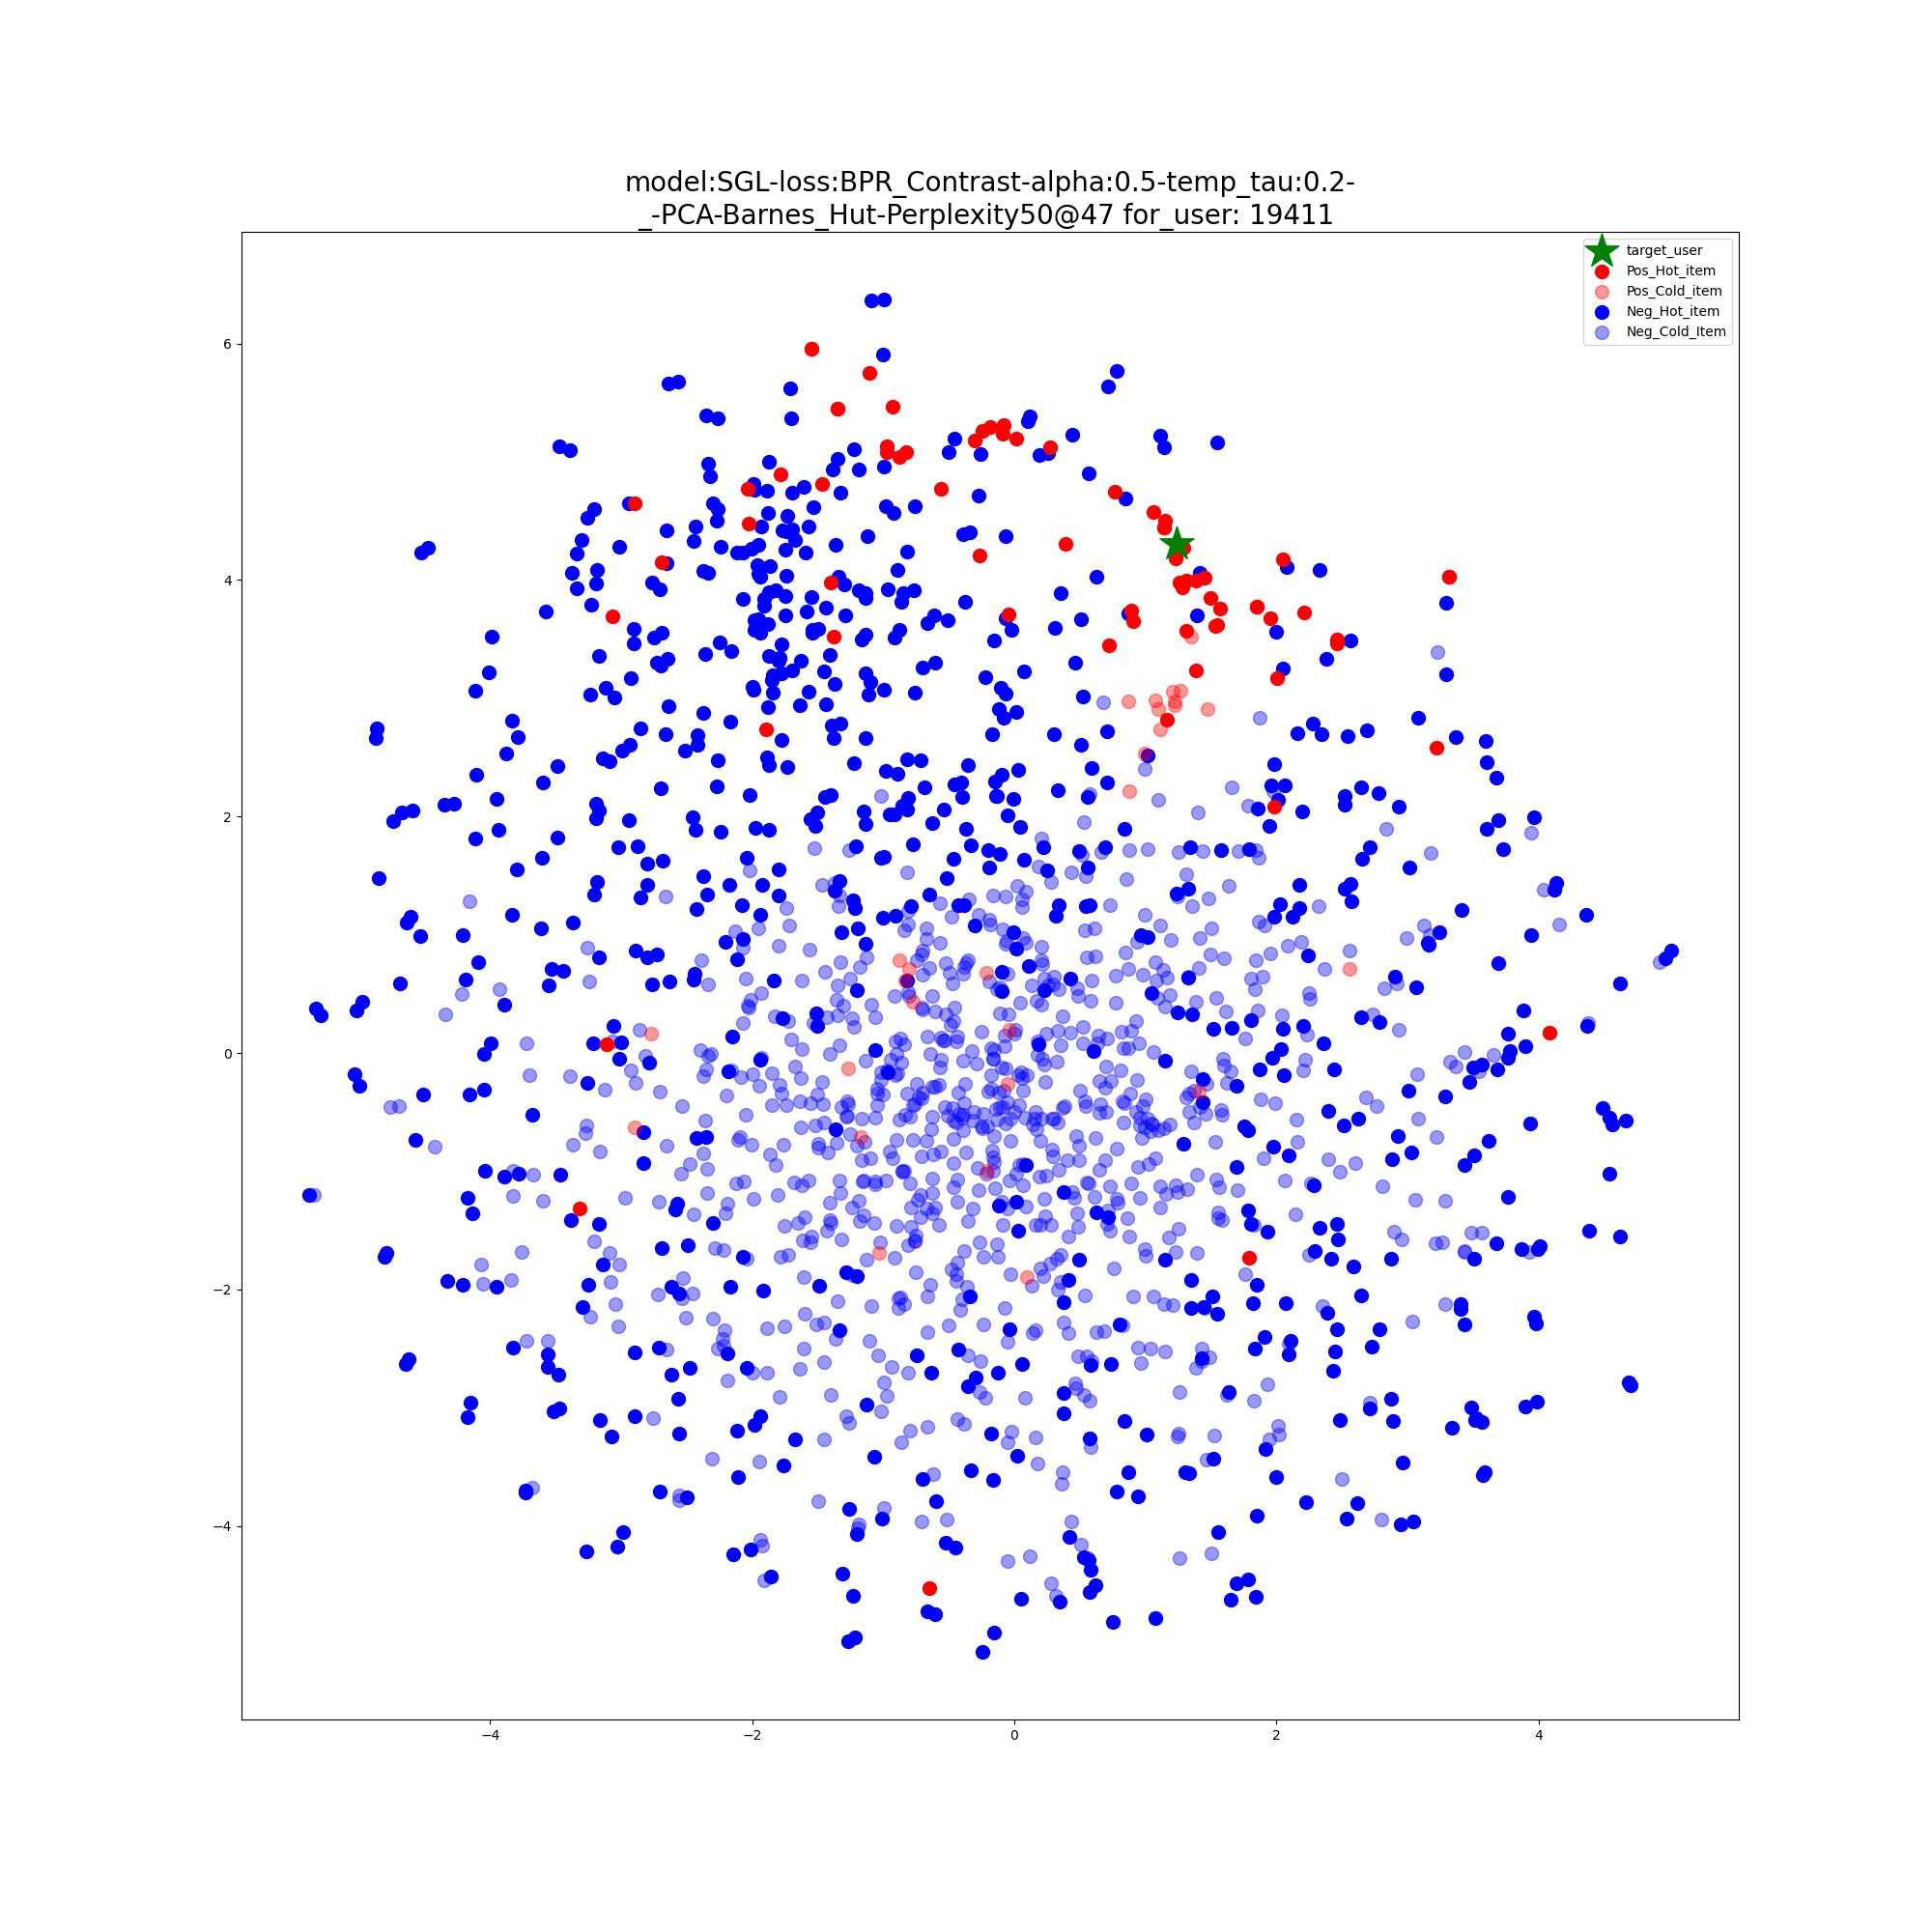 model:SGL-loss:BPR_Contrast-alpha:0.5-temp_tau:0.2-
_-PCA-Barnes_Hut-Perplexity50@47 for_user: 19411
target_user
Pos_Hot_item
Pos_Cold_item
Neg_Hot_item
Neg_Cold_Item
6
4
2
0
−2
−4
−4
−2
0
2
4